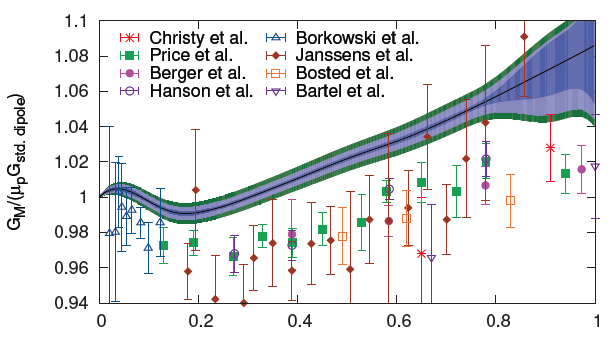 1.1
1.08
1.06
1.04
1.02
1
0.98
0.96
0.94
G_M/(μ_pG_std. dipole)
Christy et al.
Price et al.
Berger et al.
Hanson et al.
Borkowski et al.
Janssens et al.
Bosted et al.
Bartel et al.
0 0.2 0.4 0.6 0.8 1